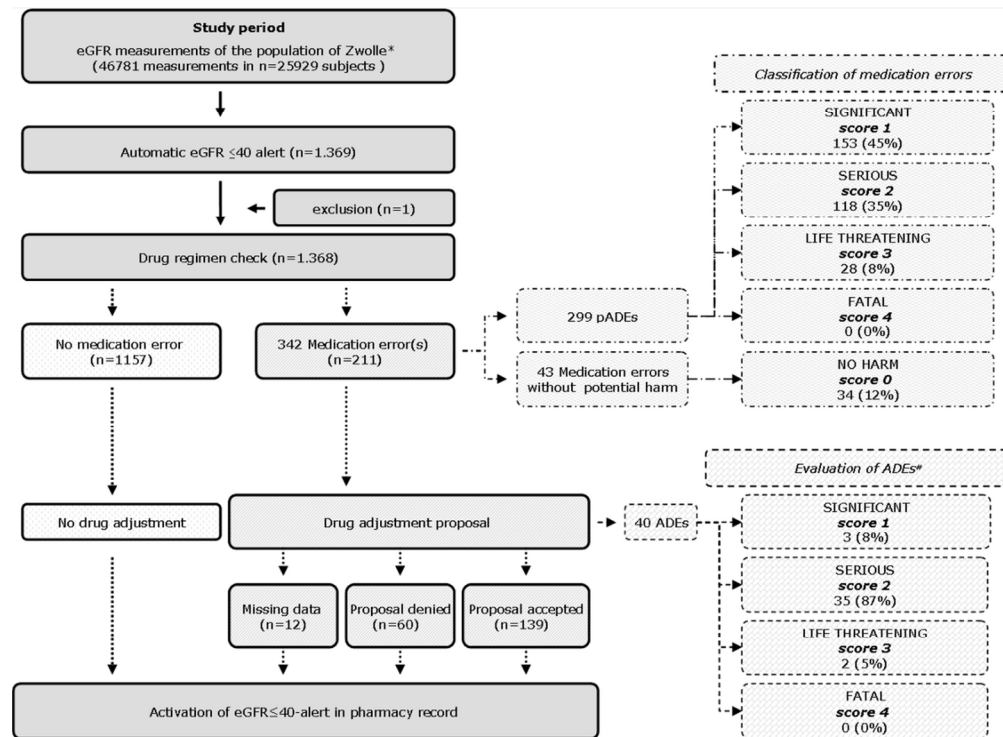 Study period
eGFR measurements of the population of Zwolle*
(46781 measurements in n=25929 subjects )
Automatic eGFR ≤40 alert (n=1.369)
exclusion (n=1)
Drug regimen check (n=1.368)
No medication error
(n=1157)
342 Medication error(s)
(n=211)
299 pADEs
43 Medication errors
without potential harm
Classification of medication errors
SIGNIFICANT
score 1
153 (45%)
SERIOUS
score 2
118 (35%)
LIFE THREATENING
score 3
28 (8%)
FATAL
score 4
0 (0%)
NO HARM
score 0
34 (12%)
No drug adjustment
Drug adjustment proposal
40 ADEs
Evaluation of ADEs#
SIGNIFICANT
score 1
3 (8%)
SERIOUS
score 2
35 (87%)
LIFE THREATENING
score 3
2 (5%)
FATAL
score 4
0 (0%)
Missing data
(n=12)
Proposal denied
(n=60)
Proposal accepted
(n=139)
Activation of eGFR≤40-alert in pharmacy record